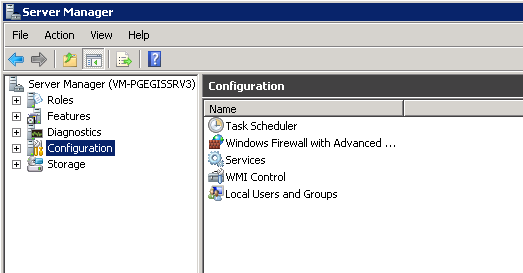 Server Manager
File Action View Help
Server Manager (VM-PGEGISSRV3)
Roles
Features
Diagnostics
Configuration
Storage
Configuration
Name
Task Scheduler
Windows Firewall with Advanced ...
Services
WMI Control
Local Users and Groups